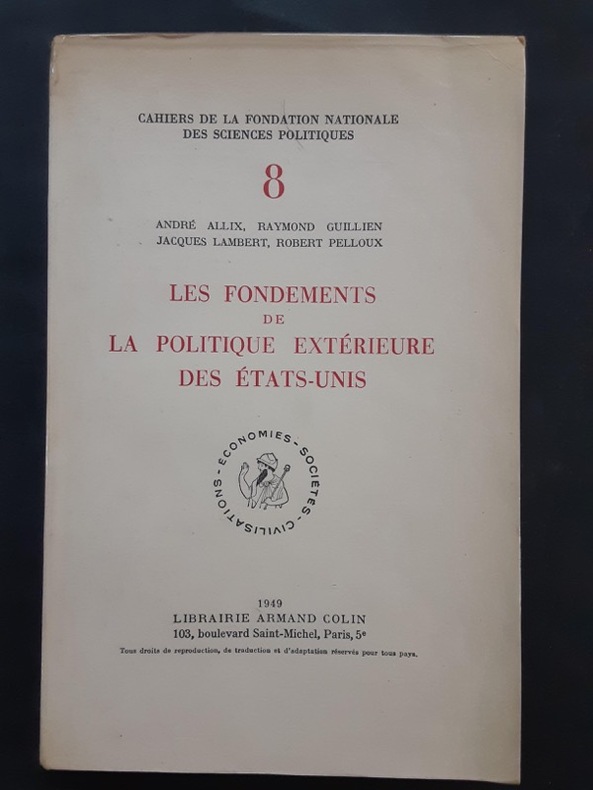 CAHIERS DE LA FONDATION NATIONALE
DES SCIENCES POLITIQUES
8
ANDRÉ ALLIX, RAYMOND GUILLIEN
JACQUES LAMBERT, ROBERT PELLOUX
LES FONDEMENTS
DE
LA POLITIQUE EXTÉRIEURE
DES ÉTATS-UNIS
ÉCONOMIES - SOCIÉTÉS - CIVILISATIONS -
1949
LIBRAIRIE ARMAND COLIN
103, boulevard Saint-Michel, Paris, 5e
Tous droits de reproduction, de traduction et d'adaptation réservés pour tous pays.